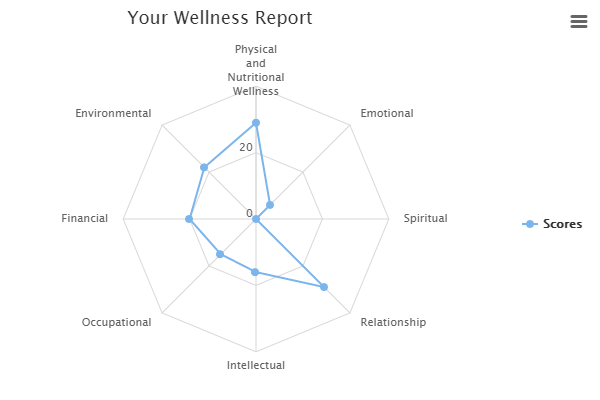 Your Wellness Report
Physical
and
Nutritional
Wellness
Environmental
Emotional
20
Financial
0
Spiritual
Scores
Occupational
Relationship
Intellectual